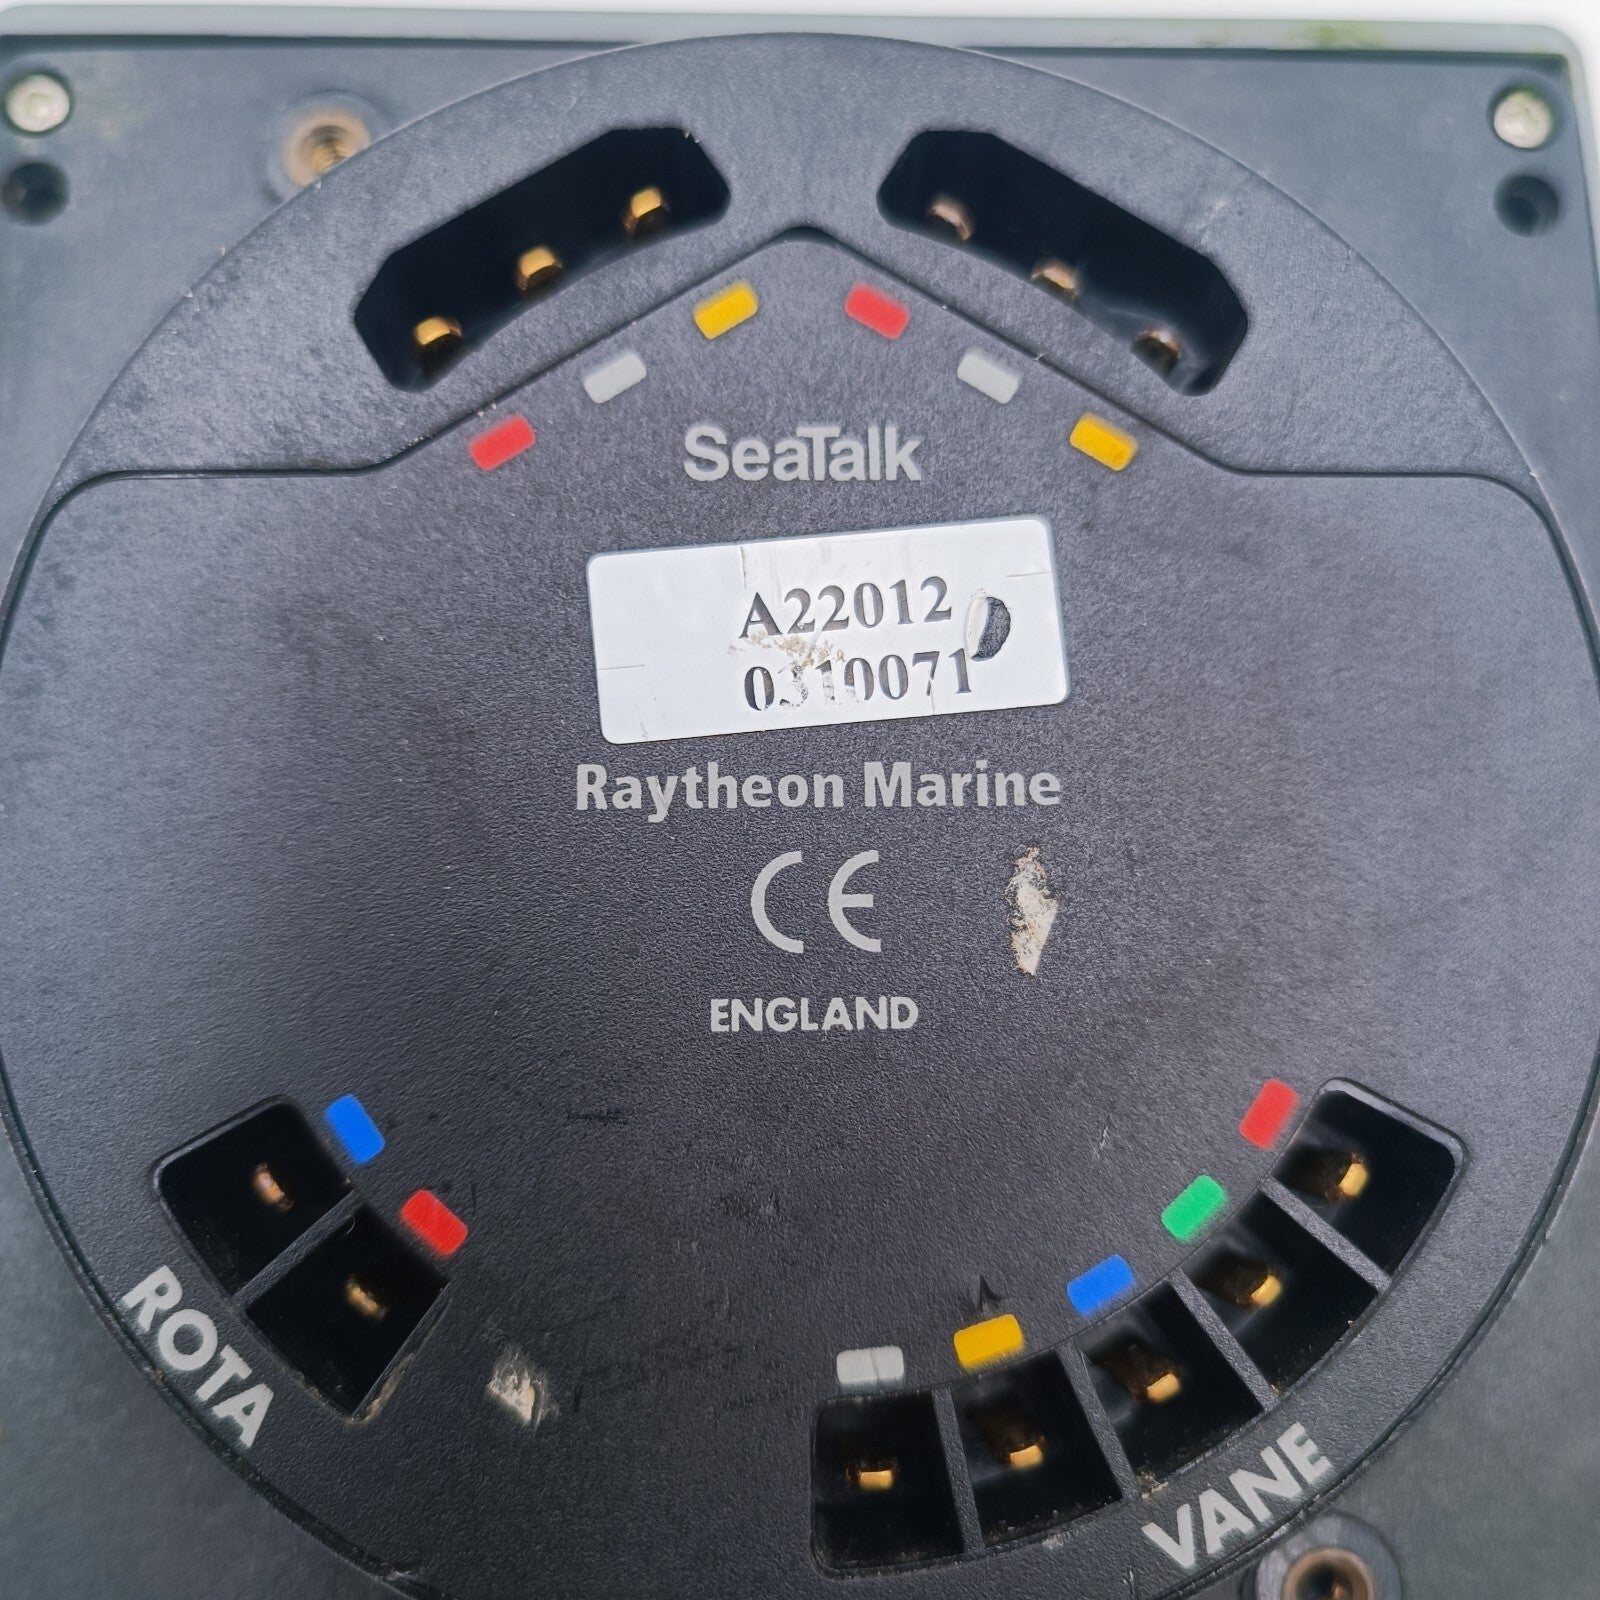 SeaTalk
A22012
0310071
Raytheon Marine
CE
ENGLAND
ROTA
VANE